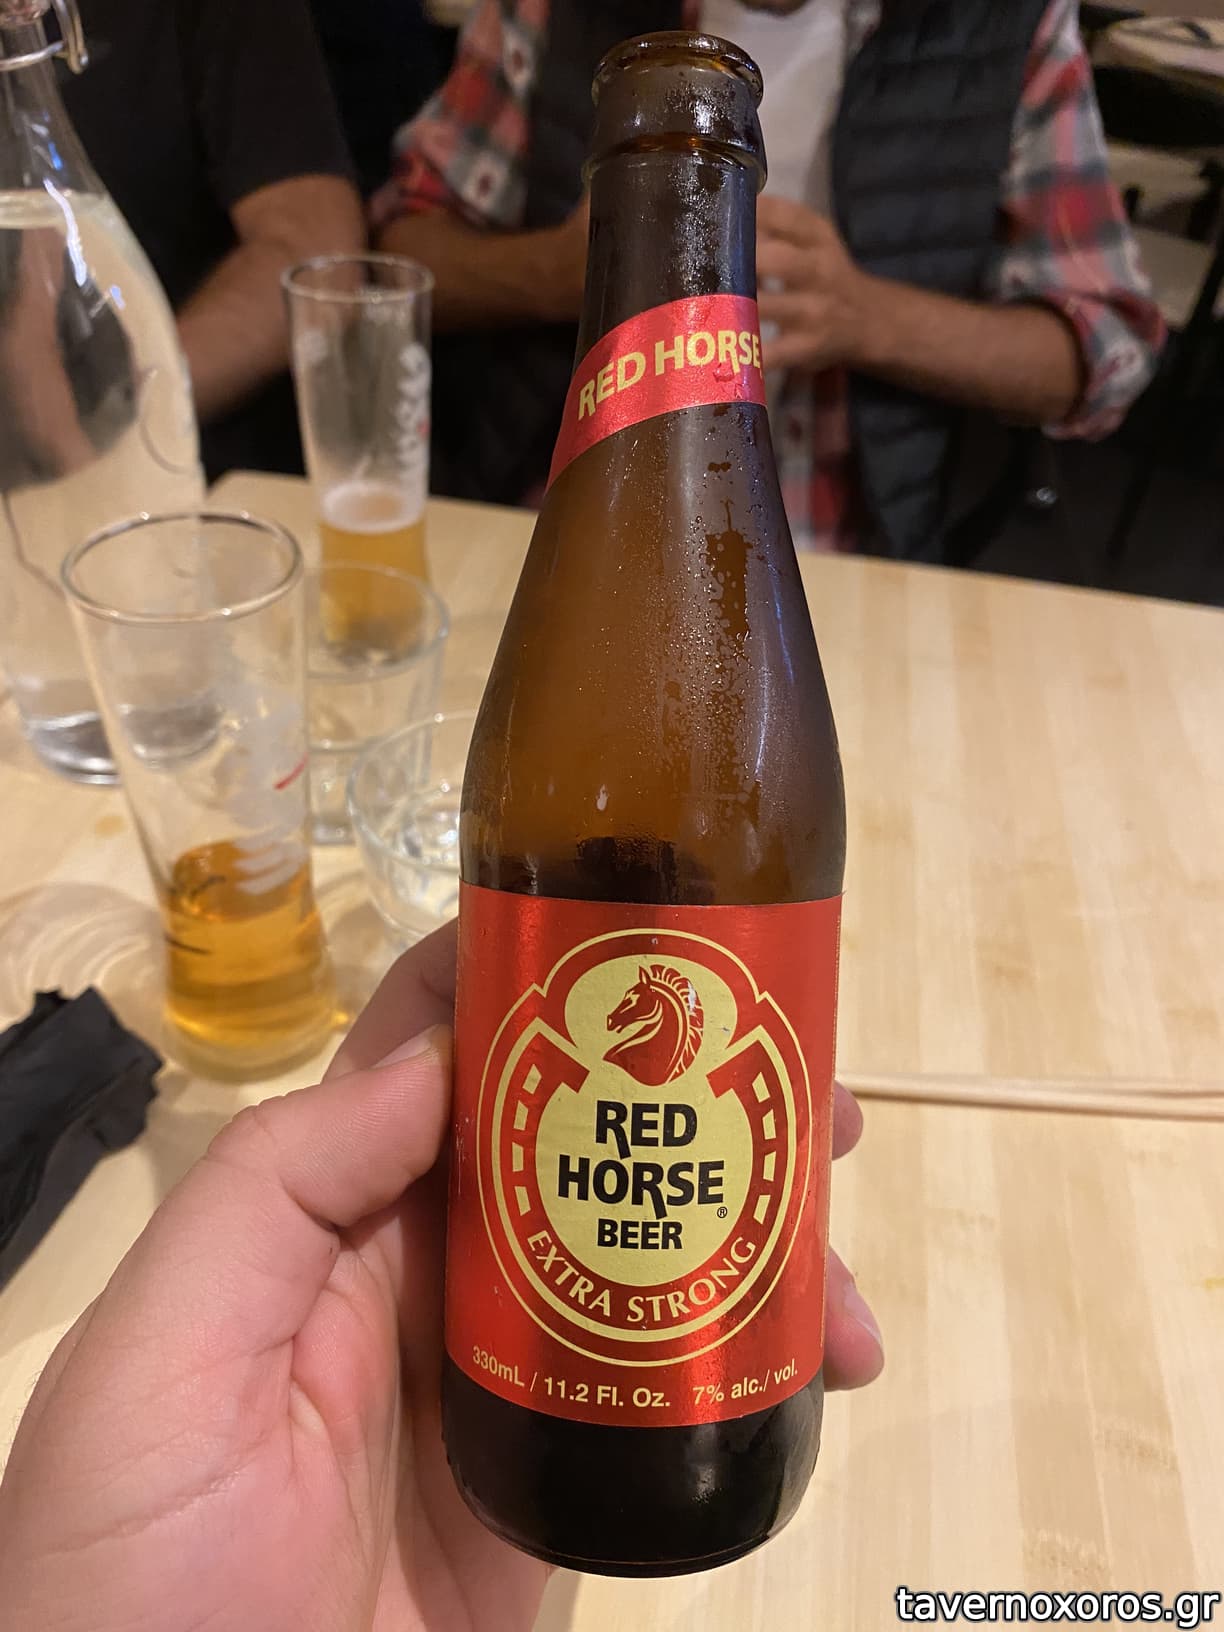 RED HORSE
RED
HORSE
BEER
®
EXTRA STRONG
330mL / 11.2 Fl. Oz. 7% alc./ vol.
tavernoxoros.gr